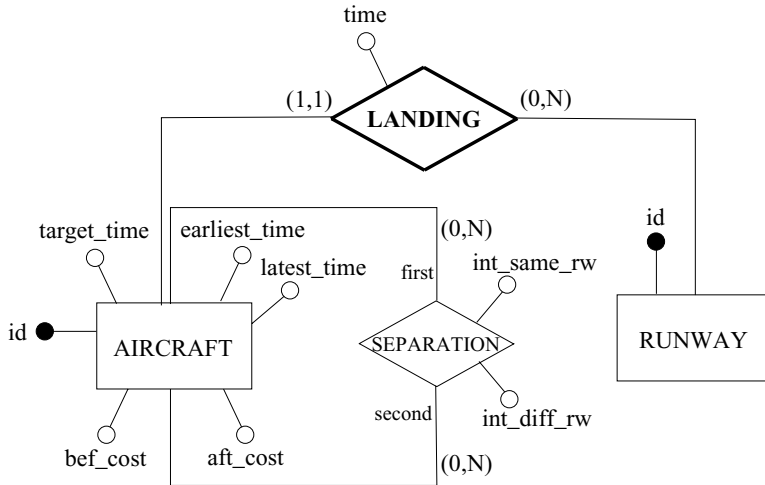 time
(1,1)
(0,N)
LANDING
target_time
earliest_time
(0,N)
id
latest_time
first
int_same_rw
id
AIRCRAFT
SEPARATION
RUNWAY
second
int_diff_rw
bef_cost
aft_cost
(0,N)